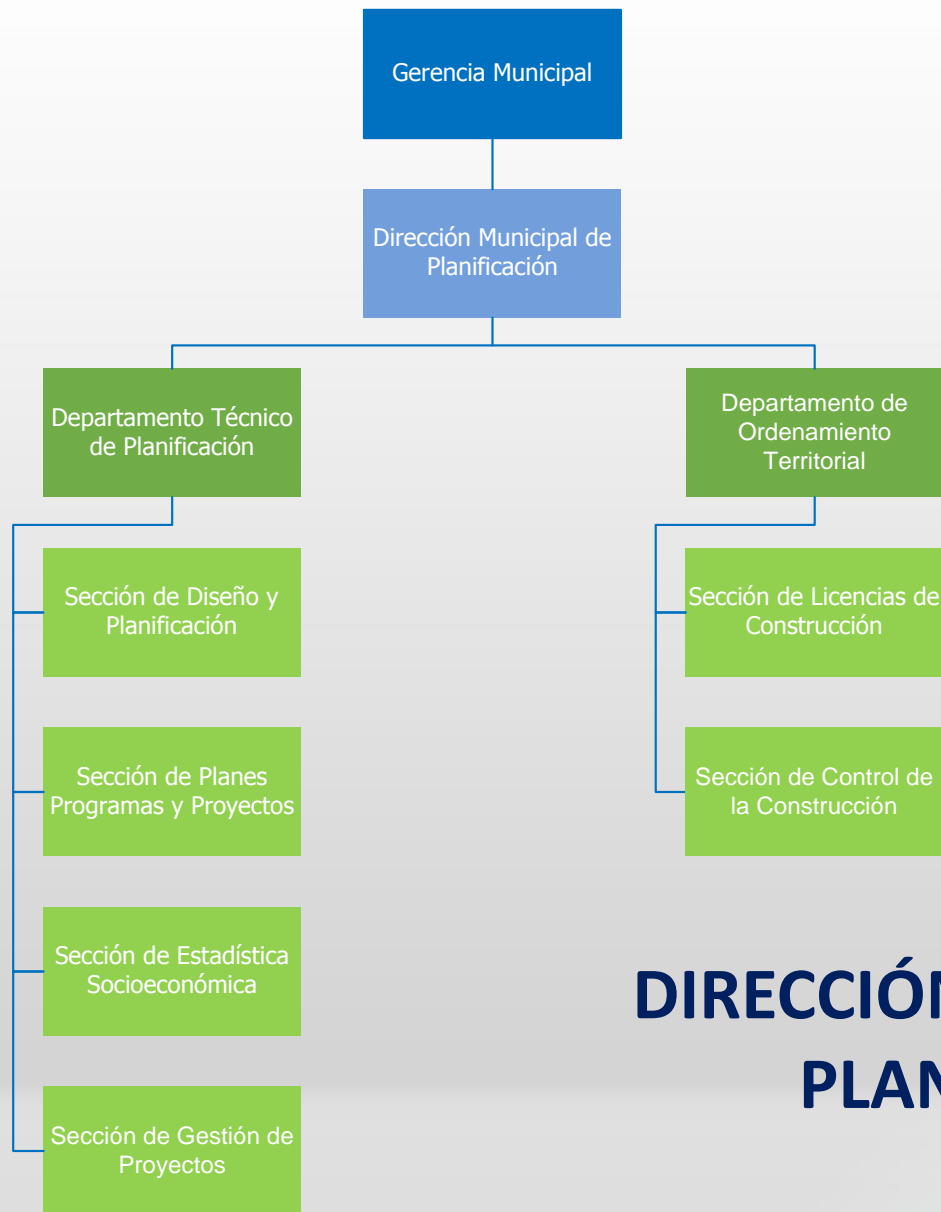 Gerencia Municipal
Dirección Municipal de
Planificación
Departamento Técnico
de Planificación
Departamento de
Ordenamiento
Territorial
Sección de Diseño y
Planificación
Sección de Licencias de
Construcción
Sección de Planes
Programas y Proyectos
Sección de Control de
la Construcción
Sección de Estadística
Socioeconómica
Sección de Gestión de
Proyectos
DIRECCIÓN
PLAN